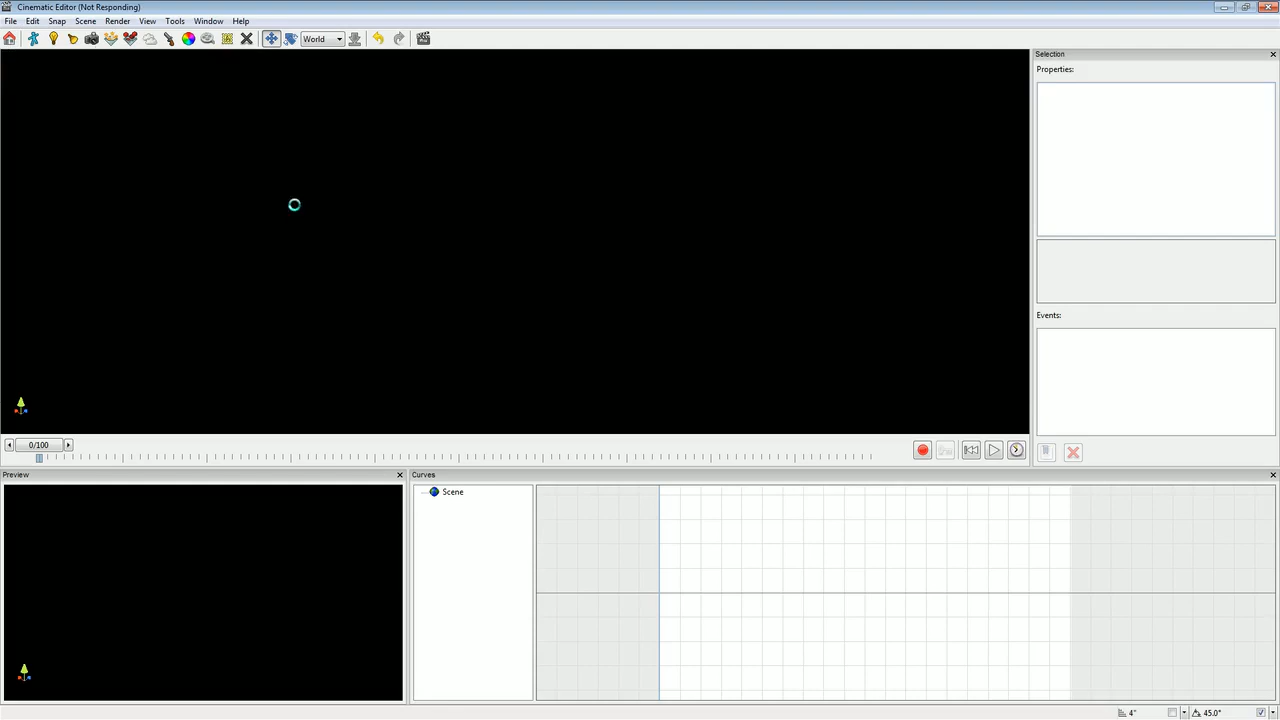 Cinematic Editor (Not Responding)
File Edit Snap Scene Render View Tools Window Help
World
Selection
Properties:
Events:
0/100
Preview
Curves
Scene
4"
45.0°